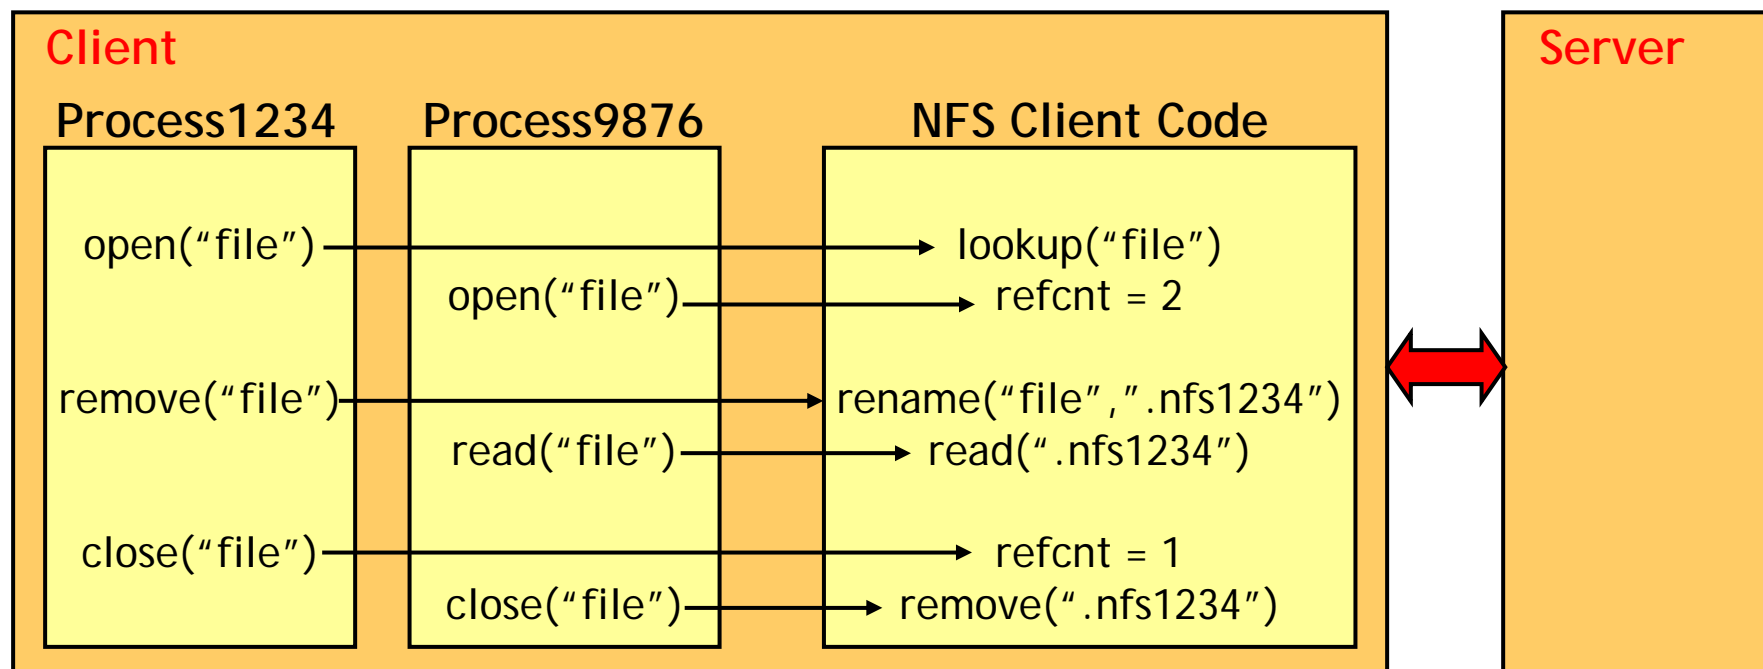 Client
Server
Process1234
Process9876
NFS Client Code
open(“file”)
lookup(“file”)
open(“file”)
refcnt = 2
remove(“file”)
rename(“file”,”.nfs1234”)
read(“file”)
read(“.nfs1234”)
close(“file”)
refcnt = 1
close(“file”)
remove(“.nfs1234”)